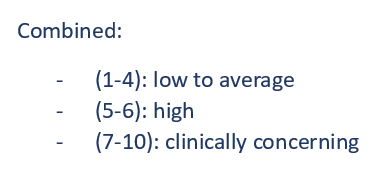 Combined:
- (1-4): low to average
- (5-6): high
- (7-10): clinically concerning